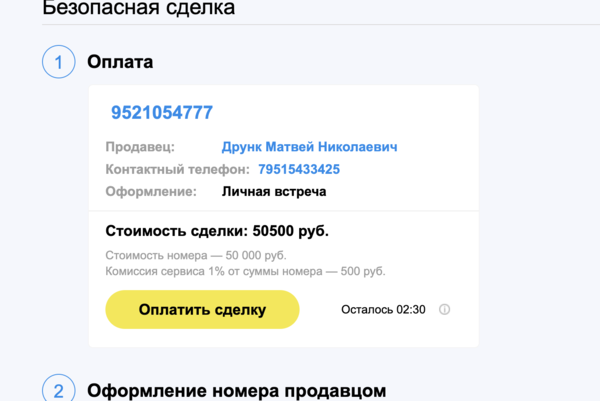 Безопасная сделка
1 Оплата
9521054777
Продавец: Друнк Матвей Николаевич
Контактный телефон: 79515433425
Оформление: Личная встреча
Стоимость сделки: 50500 руб.
Стоимость номера — 50 000 руб.
Комиссия сервиса 1% от суммы номера — 500 руб.
Оплатить сделку Осталось 02:30
2 Оформление номера продавцом